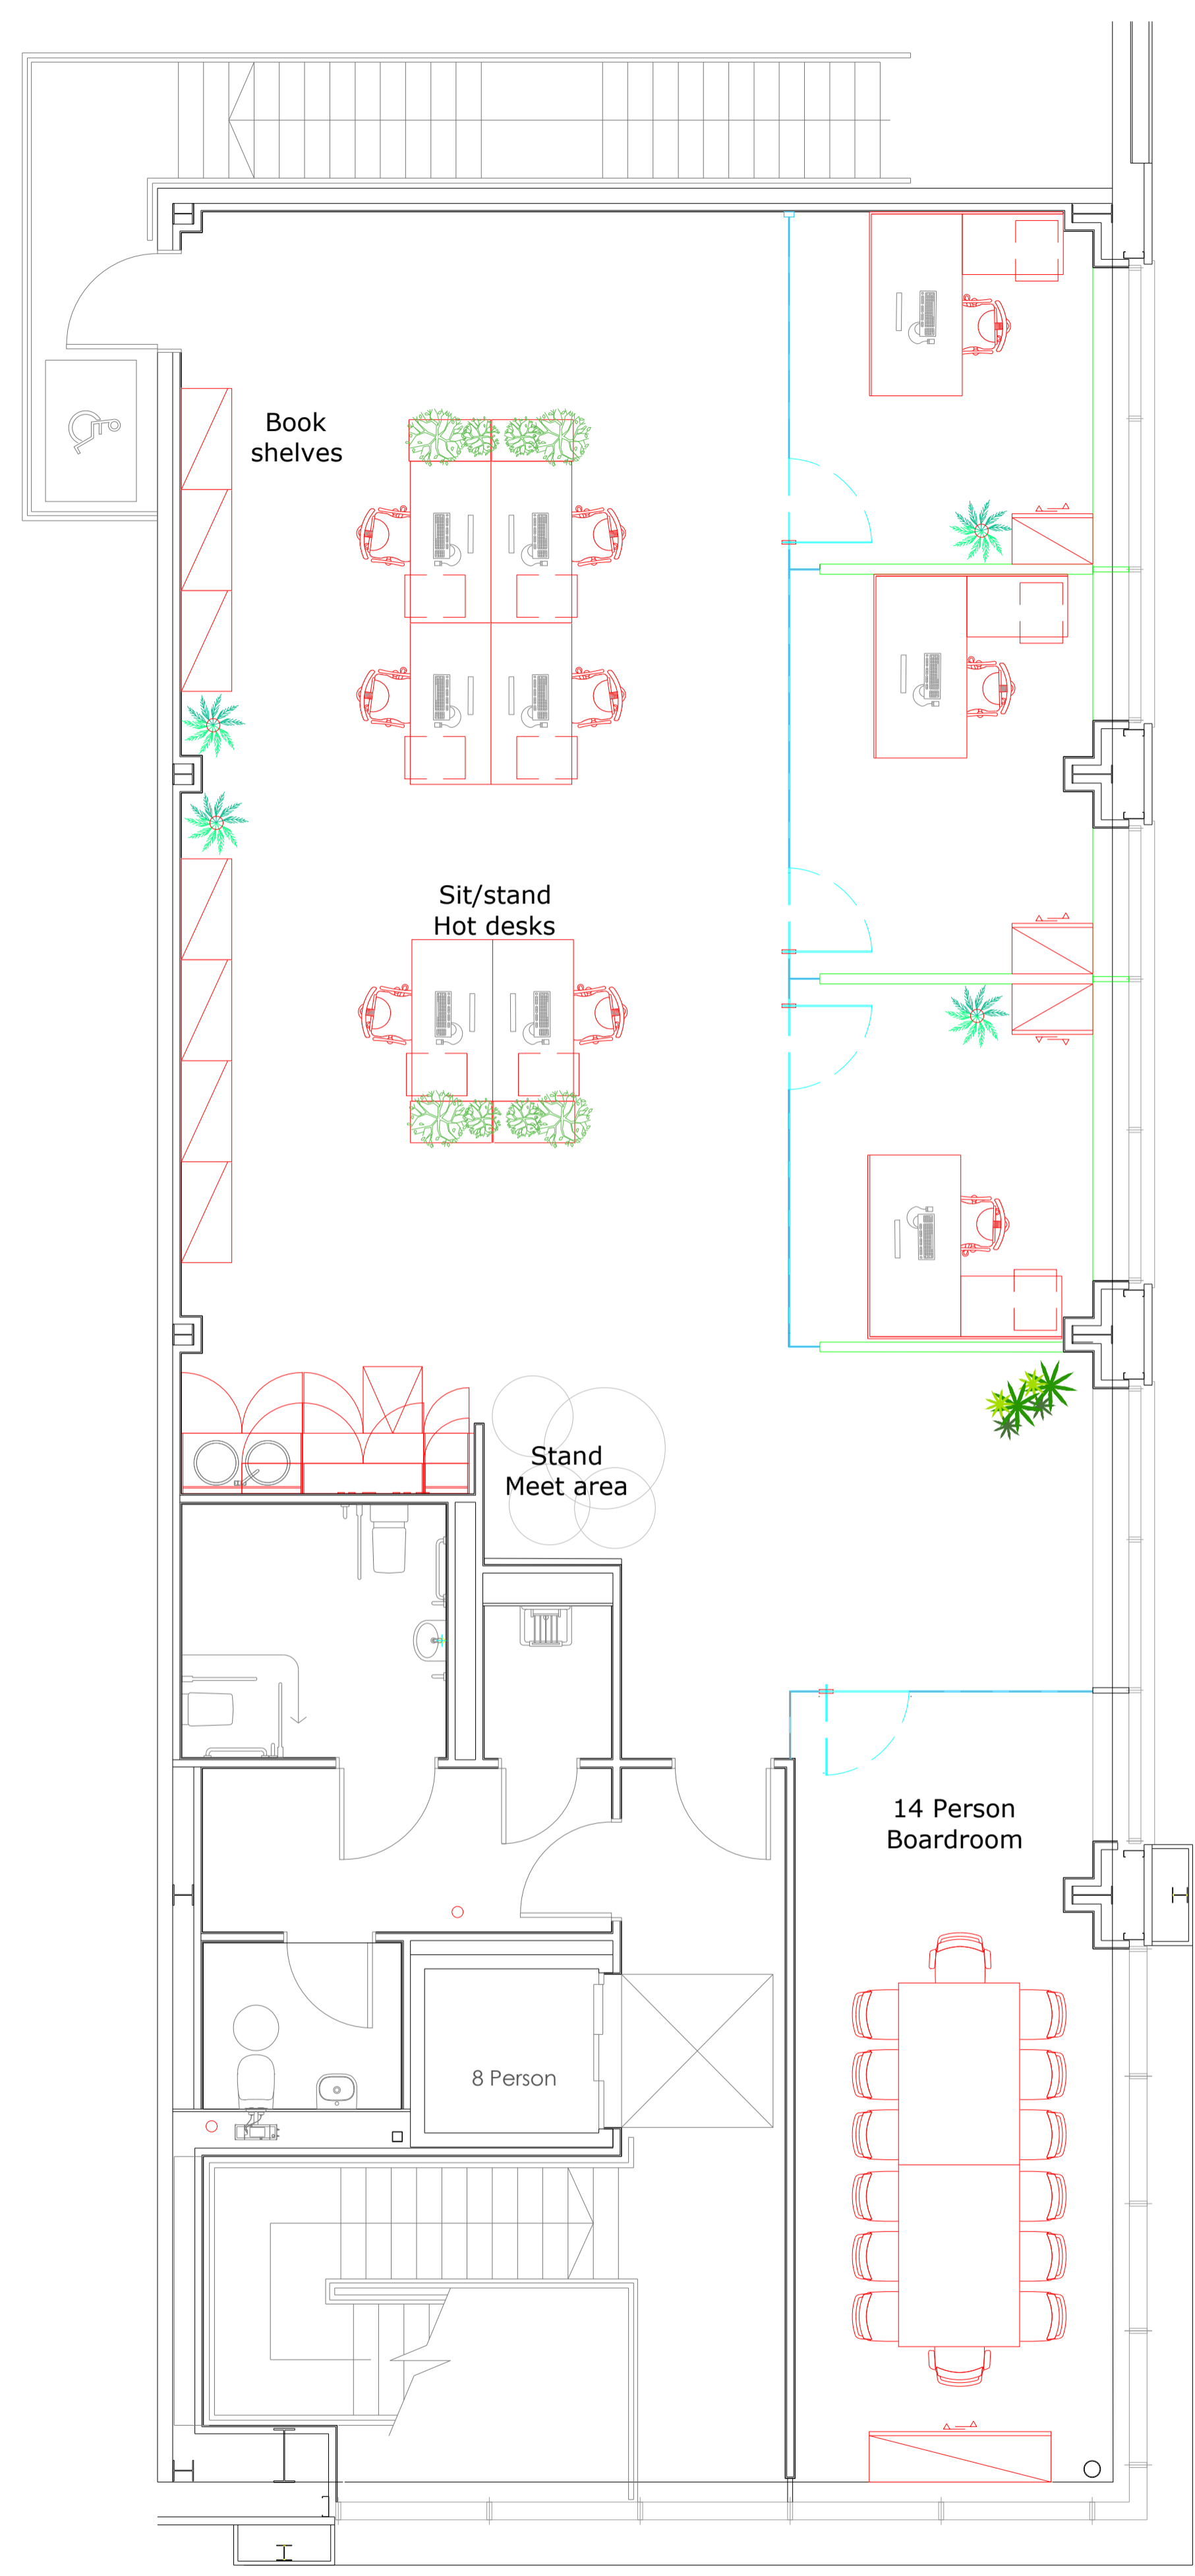 Book
shelves
Sit/stand
Hot desks
Stand
Meet area
14 Person
Boardroom
8 Person